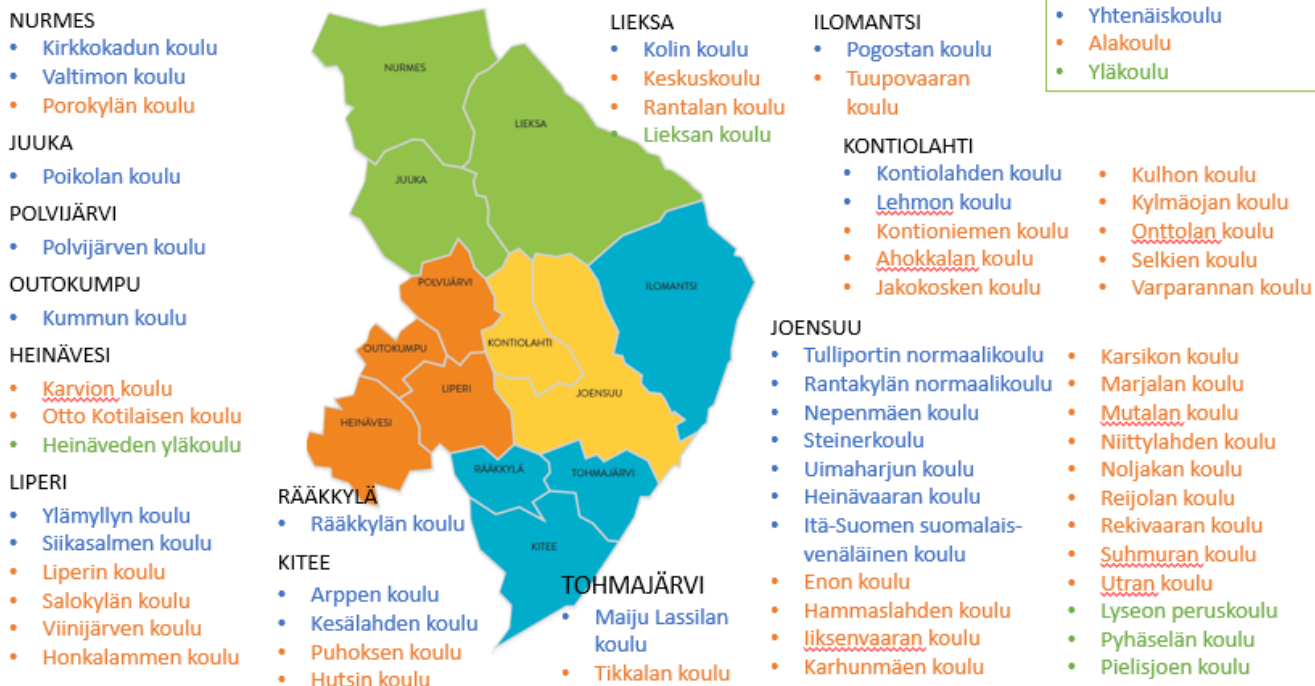 NURMES
• Kirkkokadun koulu
• Valtimon koulu
• Porokylän koulu
JUUKA
• Poikolan koulu
POLVIJÄRVI
• Polvijärven koulu
OUTOKUMPU
• Kummun koulu
HEINÄVESI
• Karvion koulu
• Otto Kotilaisen koulu
• Heinäveden yläkoulu
LIPERI
• Ylämyllyn koulu
• Siikasalmen koulu
• Liperin koulu
• Salokylän koulu
• Viinijärven koulu
• Honkalammen koulu
RÄÄKKYLÄ
• Rääkkylän koulu
KITEE
• Arppen koulu
• Kesälahden koulu
• Puhoksen koulu
• Hutsin koulu
NURMES
LIEKSA
JUUKA
POLVIJÄRVI
ILOMANTSI
OUTOKUMPU
KONTIOLAHTI
LIPERI
JOENSUU
HEINÄVESI
RÄÄKKYLÄ
TOHMAJÄRVI
KITEE
TOHMAJÄRVI
• Maiju Lassilan
koulu
• Tikkalan koulu
LIEKSA
• Kolin koulu
• Keskuskoulu
• Rantalan koulu
• Lieksan koulu
ILOMANTSI
• Pogostan koulu
• Tuupovaaran
koulu
• Yhtenäiskoulu
• Alakoulu
• Yläkoulu
KONTIOLAHTI
• Kontiolahden koulu
• Lehmon koulu
• Kontioniemen koulu
• Ahokkalan koulu
• Jakokosken koulu
• Kulhon koulu
• Kylmäojan koulu
• Onttolan koulu
• Selkien koulu
• Varparannan koulu
JOENSUU
• Tulliportin normaalikoulu
• Rantakylän normaalikoulu
• Nepenmäen koulu
• Steinerkoulu
• Uimaharjun koulu
• Heinävaaran koulu
• Itä-Suomen suomalais-
venäläinen koulu
• Enon koulu
• Hammaslahden koulu
• Iiksenvaaran koulu
• Karhunmäen koulu
• Karsikon koulu
• Marjalan koulu
• Mutalan koulu
• Niittylahden koulu
• Noljakan koulu
• Reijolan koulu
• Rekivaaran koulu
• Suhmuran koulu
• Utran koulu
• Lyseon peruskoulu
• Pyhäselän koulu
• Pielisjoen koulu